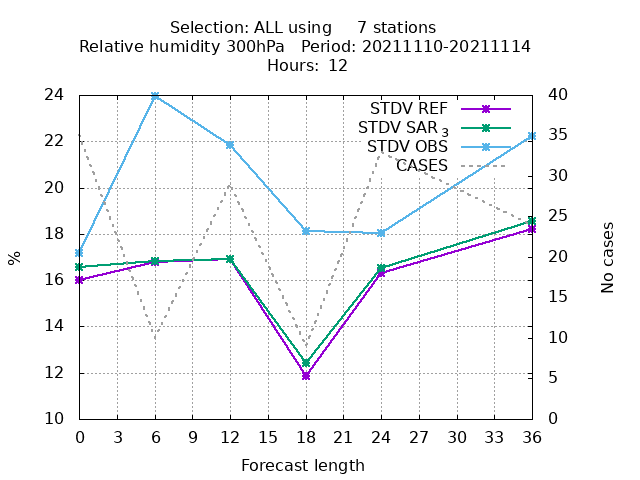 Selection: ALL using 7 stations
Relative humidity 300hPa Period: 20211110-20211114
Hours: 12
24 40
STDV REF
STDV SAR 3
22 35
STDV OBS
CASES
20 30
18 25
% 16 20 No cases
15
14 10
12 5
10 0
0 3 6 9 12 15 18 21 24 27 30 33 36
Forecast length